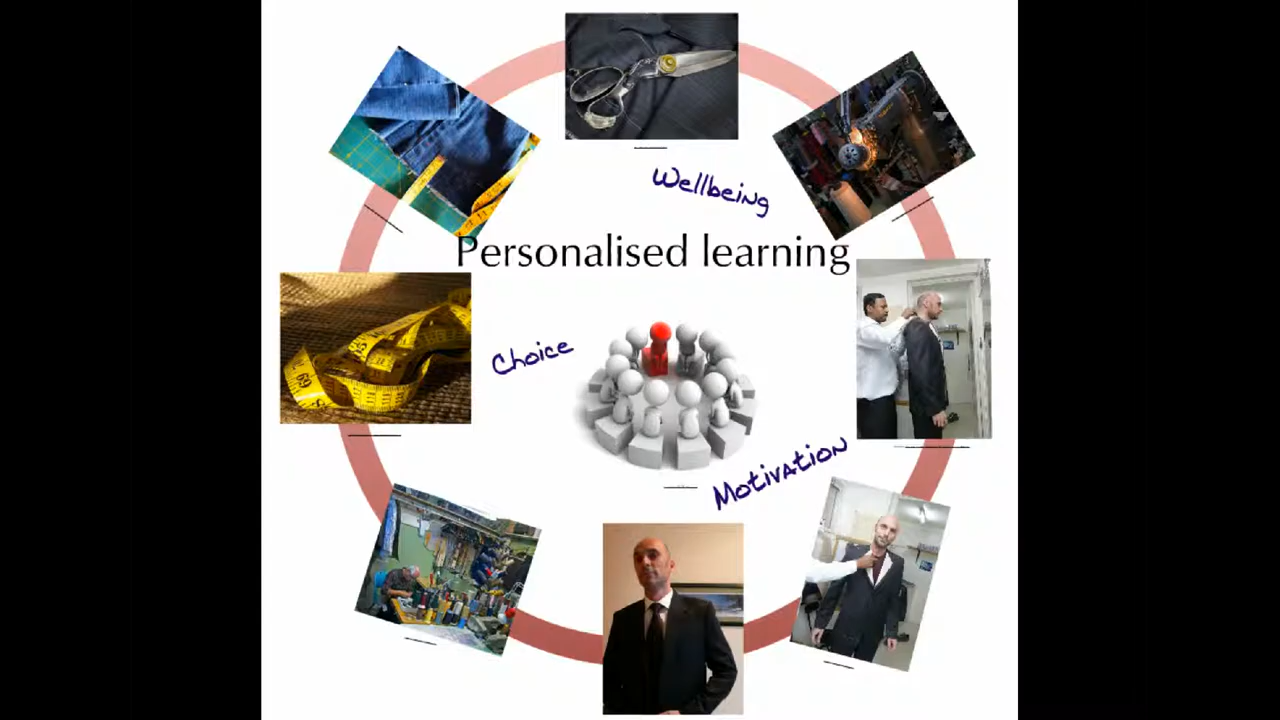 Wellbeing
Personalised learning
Choice
Motivation